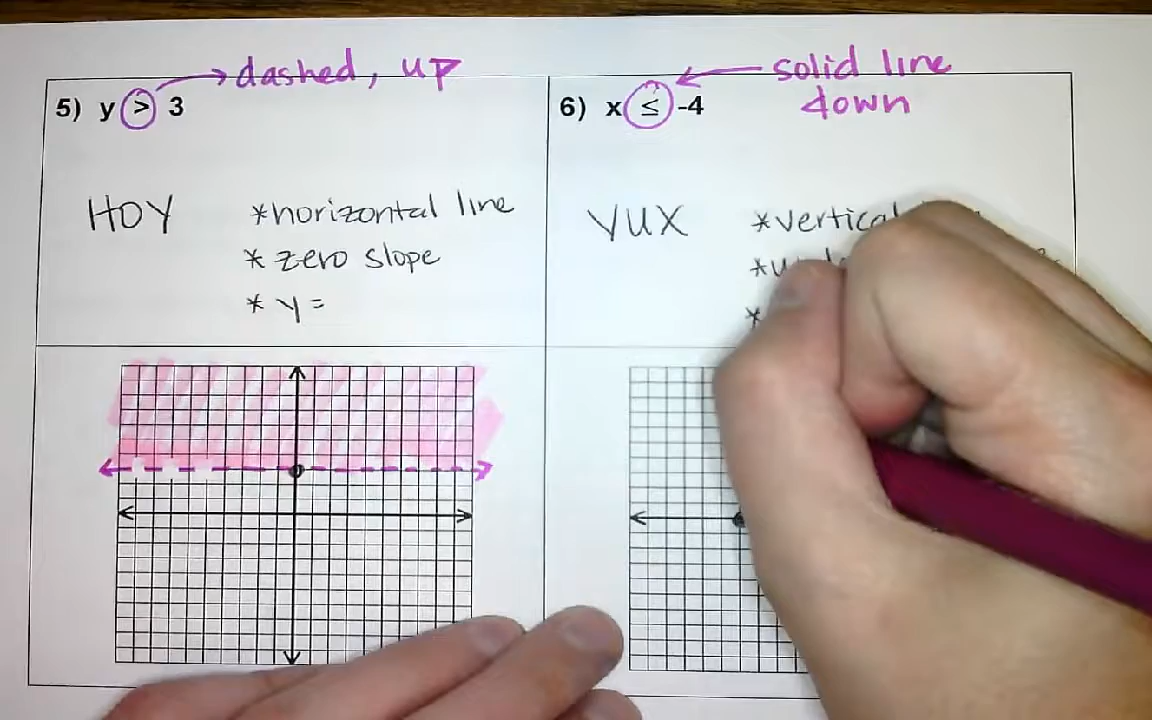 dashed, up
5) y > 3
HOY
*horizontal line
* zero slope
* y =
solid line
down
6) x ≤ -4
VUX
*vertical
*
*